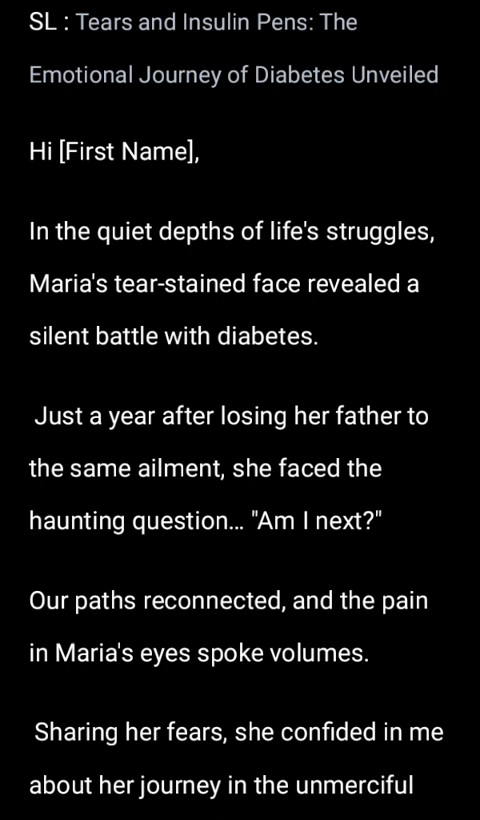 SL : Tears and Insulin Pens: The
Emotional Journey of Diabetes Unveiled
Hi [First Name],
In the quiet depths of life's struggles,
Maria's tear-stained face revealed a
silent battle with diabetes.
Just a year after losing her father to
the same ailment, she faced the
haunting question... "Am I next?"
Our paths reconnected, and the pain
in Maria's eyes spoke volumes.
Sharing her fears, she confided in me
about her journey in the unmerciful